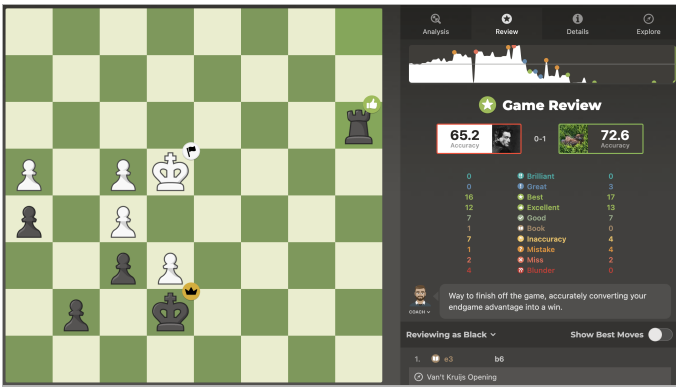 Analysis Review Details Explore
Game Review
65.2 Accuracy 0-1 72.6 Accuracy
0 Brilliant 0
0 Great 3
16 Best 17
12 Excellent 13
7 Good 7
1 Book 0
7 Inaccuracy 4
1 Mistake 4
2 Miss 2
4 Blunder 0
Way to finish off the game, accurately converting your
endgame advantage into a win.
COACH
Reviewing as Black Show Best Moves
1. e3 b6
Van't Kruijs Opening